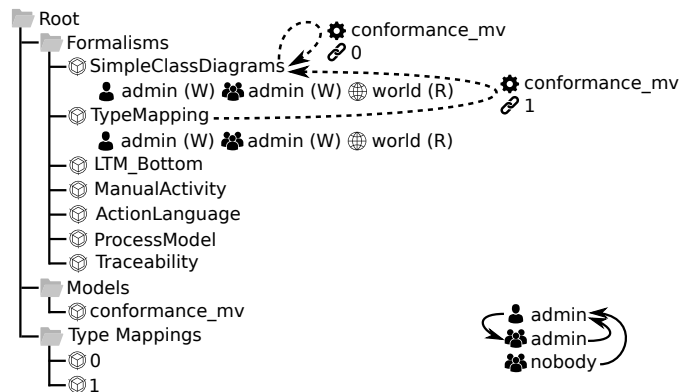 Root
Formalisms
SimpleClassDiagrams
conformance_mv
0
admin (W) admin (W) world (R)
conformance_mv
1
TypeMapping
admin (W) admin (W) world (R)
LTM_Bottom
ManualActivity
ActionLanguage
ProcessModel
Traceability
Models
conformance_mv
Type Mappings
0
1
admin
admin
nobody